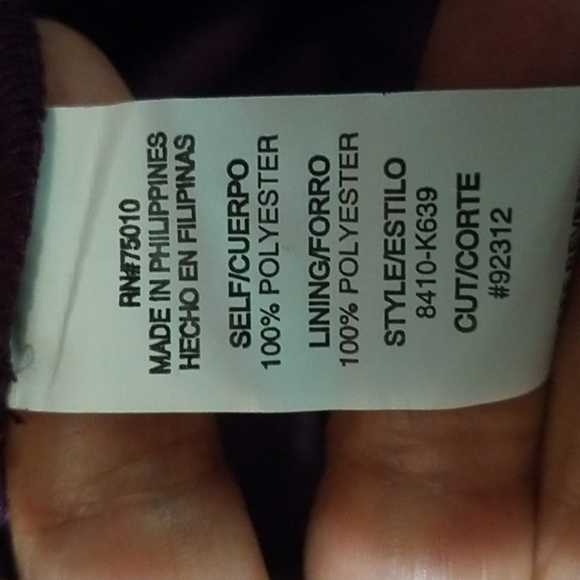 RN#75010
MADE IN PHILIPPINES
HECHO EN FILIPINAS
SELF/CUERPO
100% POLYESTER
LINING/FORRO
100% POLYESTER
STYLE/ESTILO
8410-K639
CUT/CORTE
#92312